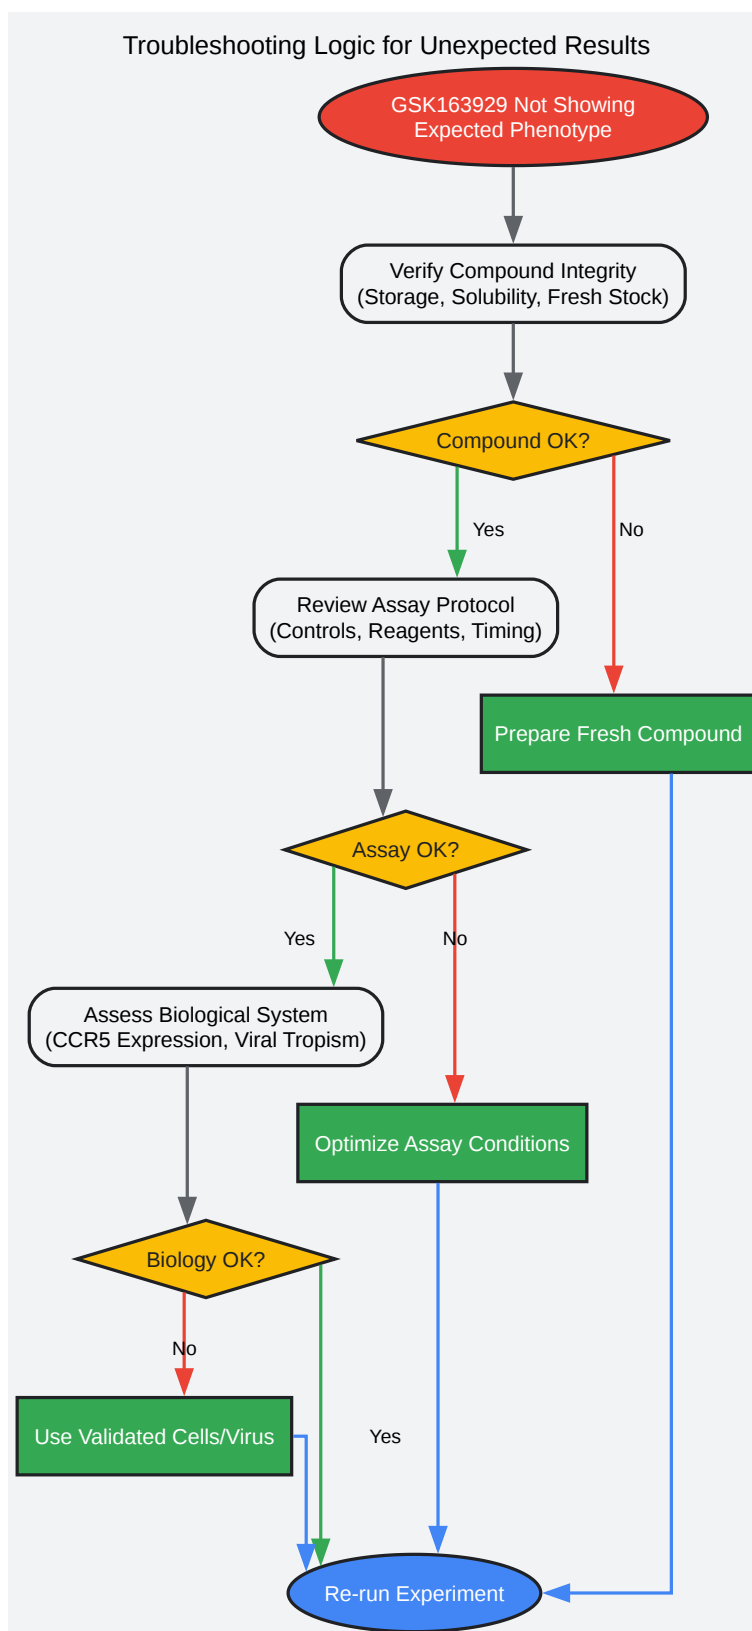 Troubleshooting Logic for Unexpected Results
GSK163929 Not Showing
Expected Phenotype
Verify Compound Integrity
(Storage, Solubility, Fresh Stock)
Compound OK?
Yes
No
Review Assay Protocol
(Controls, Reagents, Timing)
Prepare Fresh Compound
Assay OK?
Yes
No
Assess Biological System
(CCR5 Expression, Viral Tropism)
Optimize Assay Conditions
Biology OK?
No
Use Validated Cells/Virus
Yes
Re-run Experiment